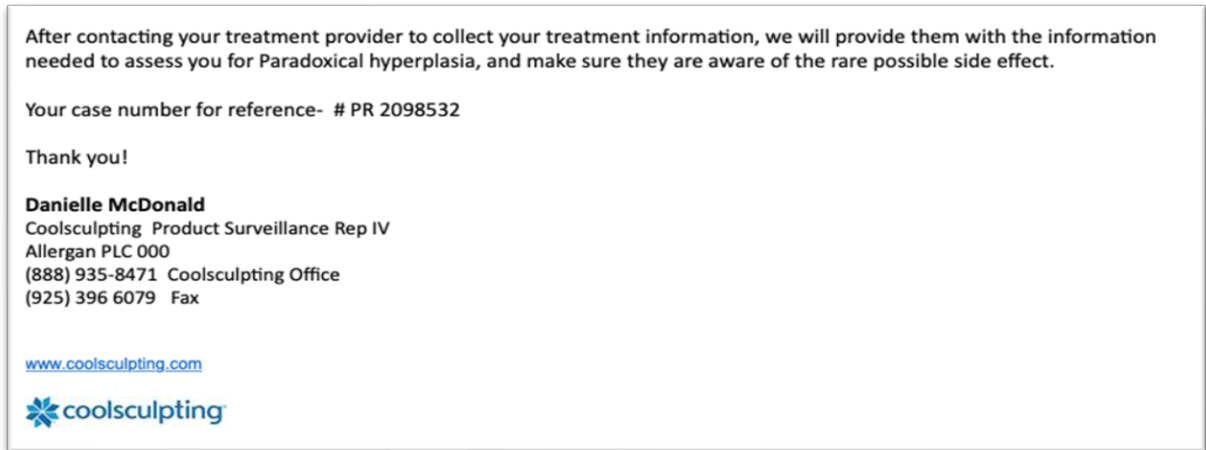 After contacting your treatment provider to collect your treatment information, we will provide them with the information
needed to assess you for Paradoxical hyperplasia, and make sure they are aware of the rare possible side effect.
Your case number for reference-  # PR 2098532
Thank you!
Danielle McDonald
Coolsculpting  Product Surveillance Rep IV
Allergan PLC 000
(888) 935-8471  Coolsculpting Office
(925) 396 6079   Fax
www.coolsculpting.com
coolsculpting